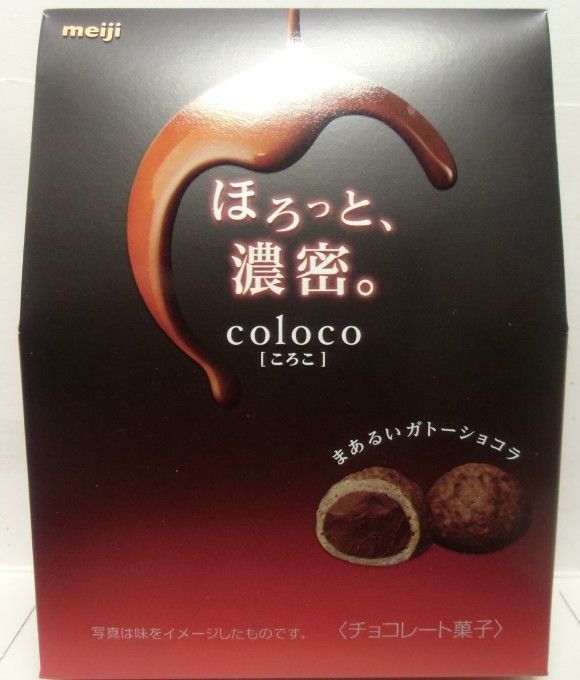 meiji
ほろっと、
濃密。
coloco
[ころこ]
まあるいガトーショコラ
写真は味をイメージしたものです。
〈チョコレート菓子〉